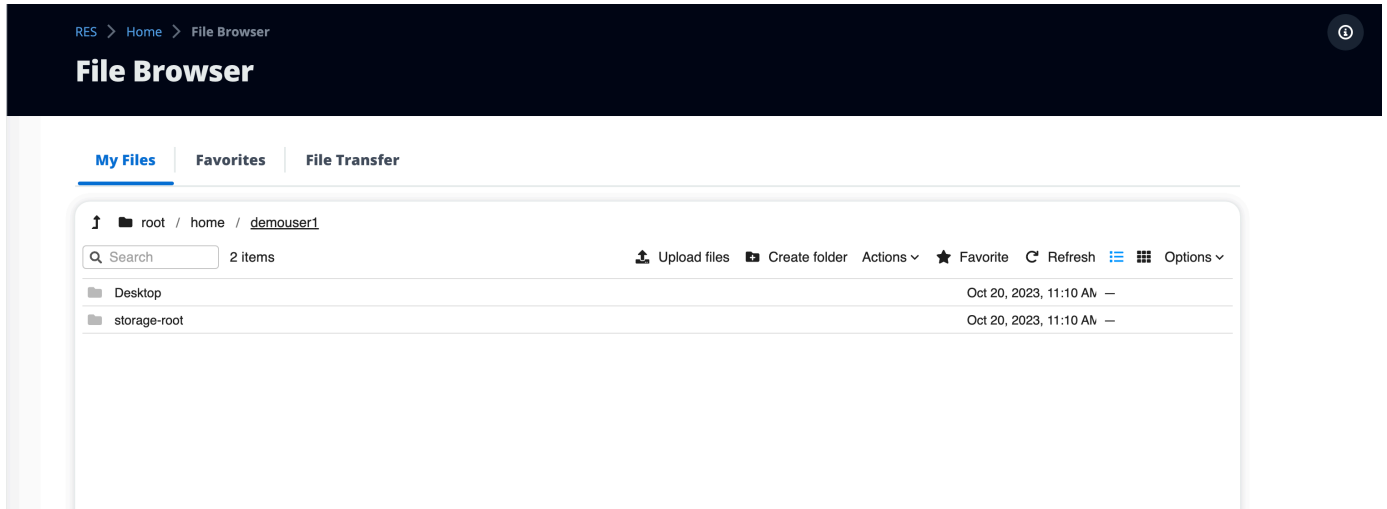 RES > Home > File Browser
File Browser
My Files Favorites File Transfer
root / home / demouser1
Search 2 items Upload files Create folder Actions Favorite Refresh Options
Desktop Oct 20, 2023, 11:10 AM —
storage-root Oct 20, 2023, 11:10 AM —